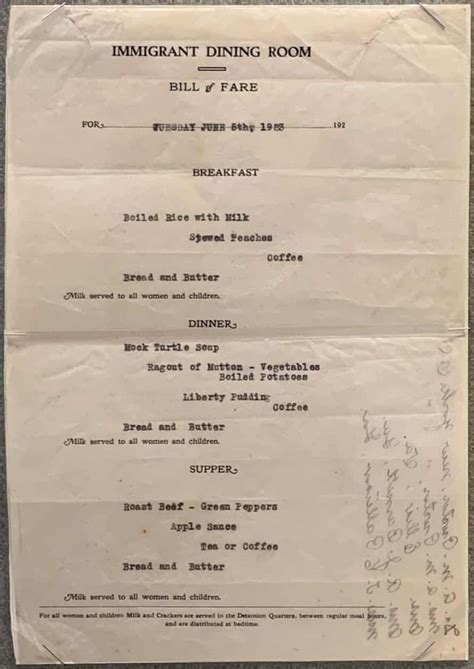 IMMIGRANT DINING ROOM
BILL of FARE
FOR TUESDAY JUNE 5th, 1923 192
BREAKFAST
Boiled Rice with Milk
Stewed Peaches
Coffee
Bread and Butter
Milk served to all women and children.
DINNER
Mock Turtle Soup
Ragout of Mutton - Vegetables
Boiled Potatoes
Liberty Pudding
Coffee
Bread and Butter
Milk served to all women and children.
SUPPER
Roast Beef - Green Peppers
Apple Sauce
Tea or Coffee
Bread and Butter
Milk served to all women and children.
For all women and children Milk and Crackers are served in the Detention Quarters, between regular meal hours,
and are distributed at bedtime.